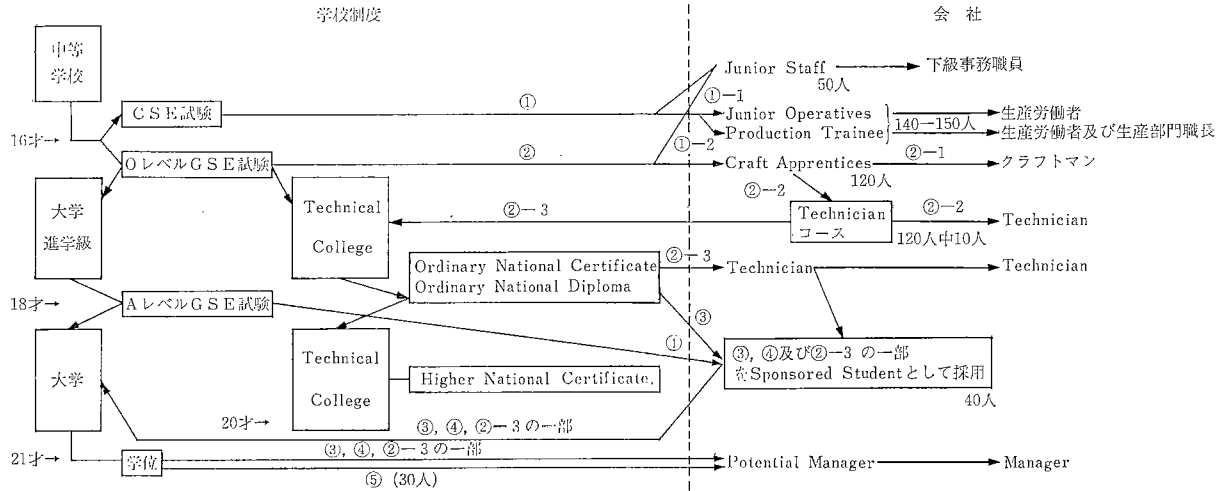 学校制度
会 社
中等
学校
Junior Staff
下級事務職員
50人
①
①-1
CSE試験
Junior Operatives
生産労働者
140-150人
Production Trainee
生産労働者及び生産部門職長
①-2
16才→
②
OレベルGSE試験
Craft Apprentices
②-1
クラフトマン
120人
②-2
大学
進学級
Technical
College
②-3
Technician
コース
②-2
Technician
120人中10人
Ordinary National Certificate
Ordinary National Diploma
②-3
Technician
Technician
18才→
AレベルGSE試験
③
①
大学
Technical
College
③, ④及び②-3 の一部
をSponsored Studentとして採用
40人
Higher National Certificate.
20才→
③, ④, ②-3 の一部
③, ④, ②-3 の一部
21才→
学位
Potential Manager
Manager
⑤ (30人)